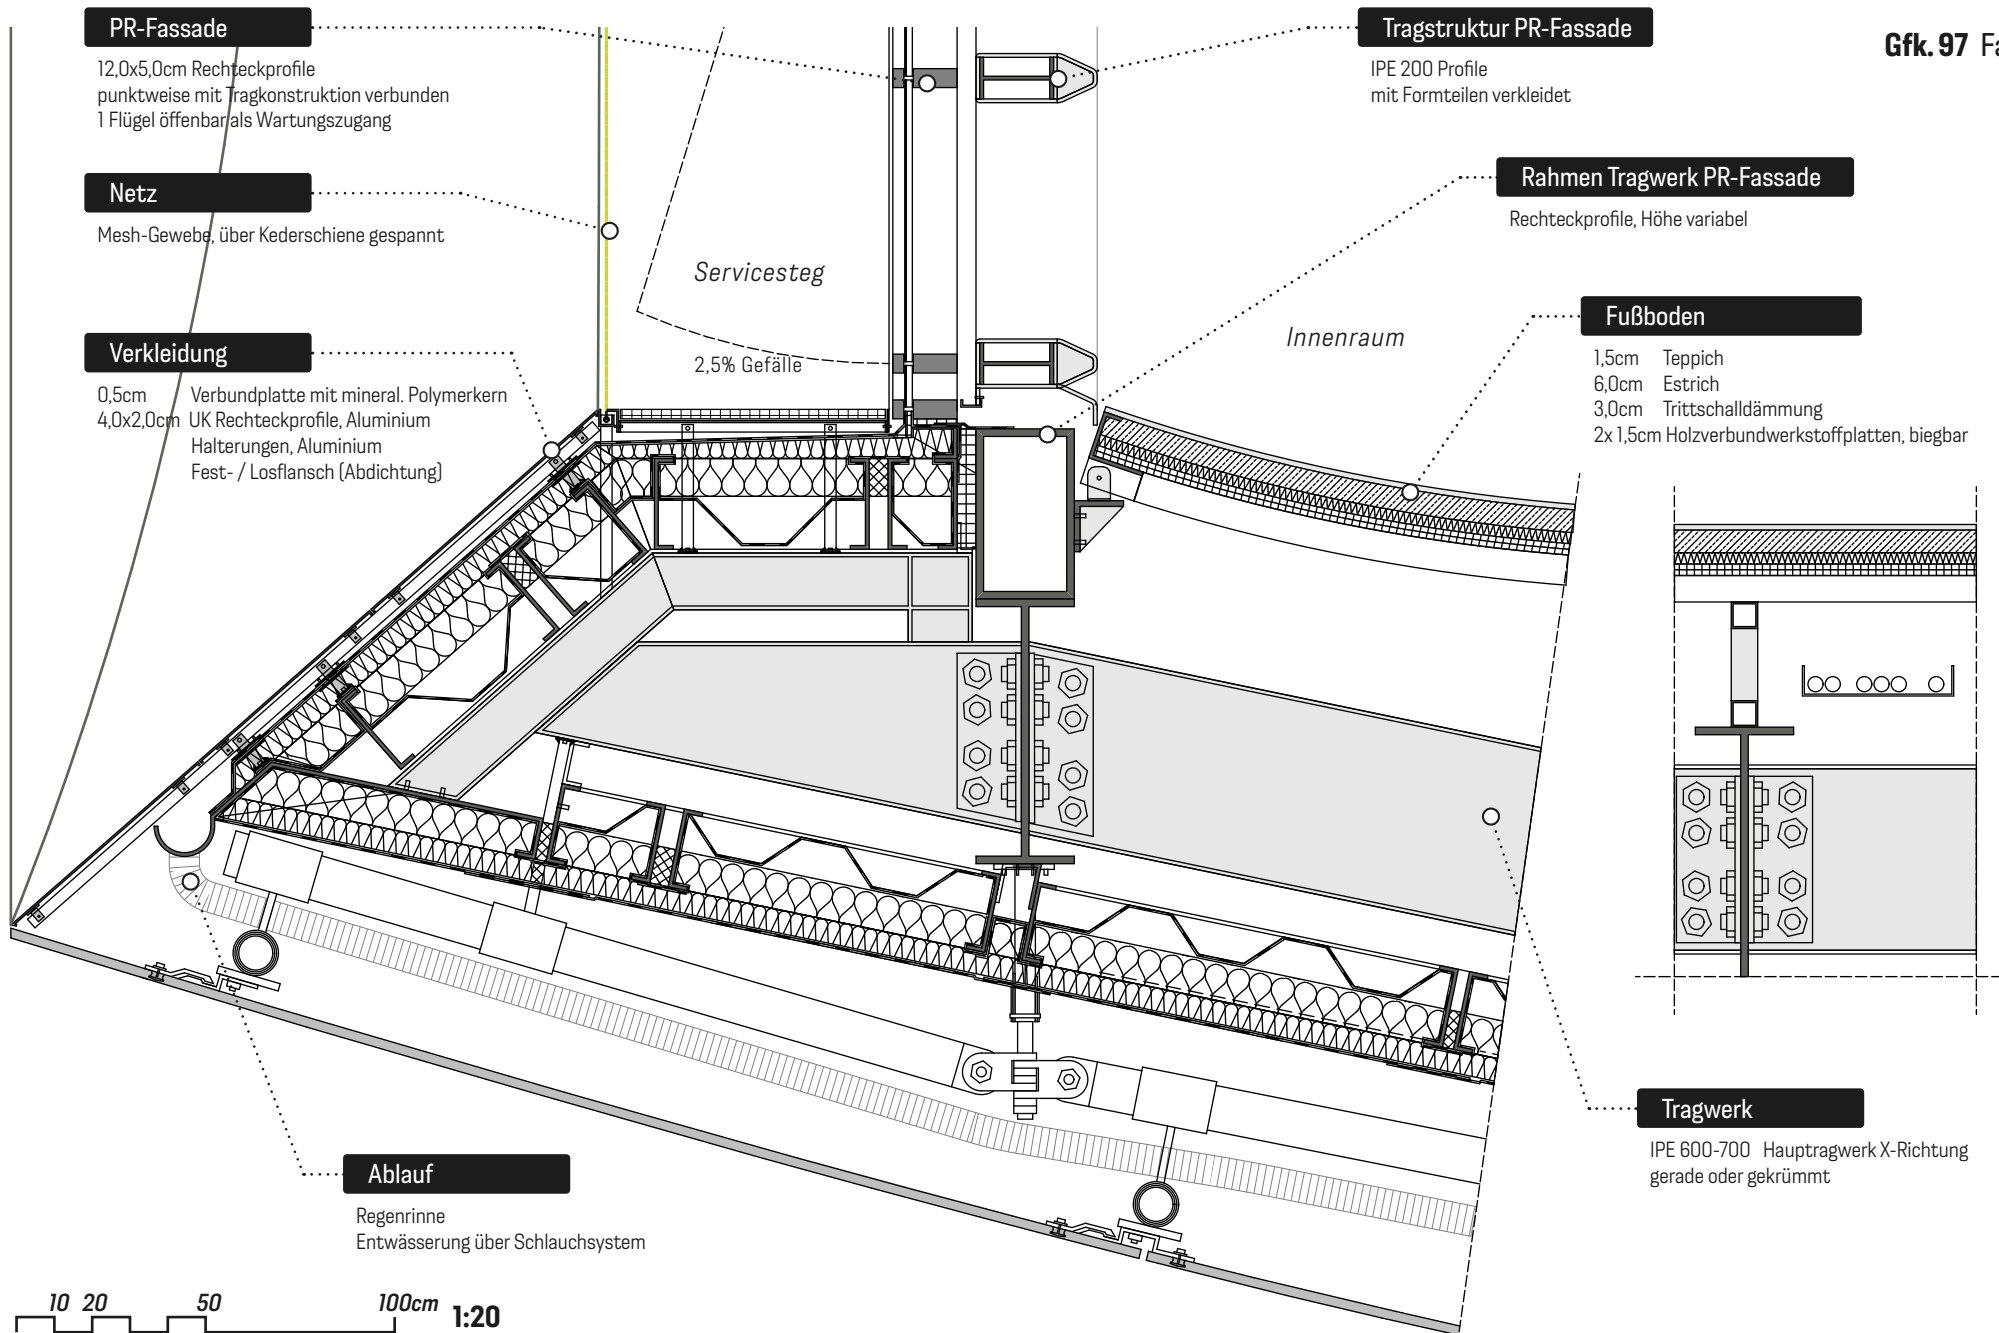 PR-Fassade
12,0x5,0cm Rechteckprofile
punktweise mit Tragkonstruktion verbunden
1 Flügel öffenbar als Wartungszugang
Netz
Mesh-Gewebe, über Kederschiene gespannt
Verkleidung
0,5cm Verbundplatte mit mineral. Polymerkern
4,0x2,0cm UK Rechteckprofile, Aluminium
Halterungen, Aluminium
Fest- / Losflansch (Abdichtung)
Servicesteg
2,5% Gefälle
Innenraum
Tragstruktur PR-Fassade
IPE 200 Profile
mit Formteilen verkleidet
Gfk. 97
Rahmen Tragwerk PR-Fassade
Rechteckprofile, Höhe variabel
Fußboden
1,5cm Teppich
6,0cm Estrich
3,0cm Trittschalldämmung
2x 1,5cm Holzverbundwerkstoffplatten, biegbar
Tragwerk
IPE 600-700 Hauptragwerk X-Richtung
gerade oder gekrümmt
Ablauf
Regenrinne
Entwässerung über Schlauchsystem
10 20 50 100cm 1:20